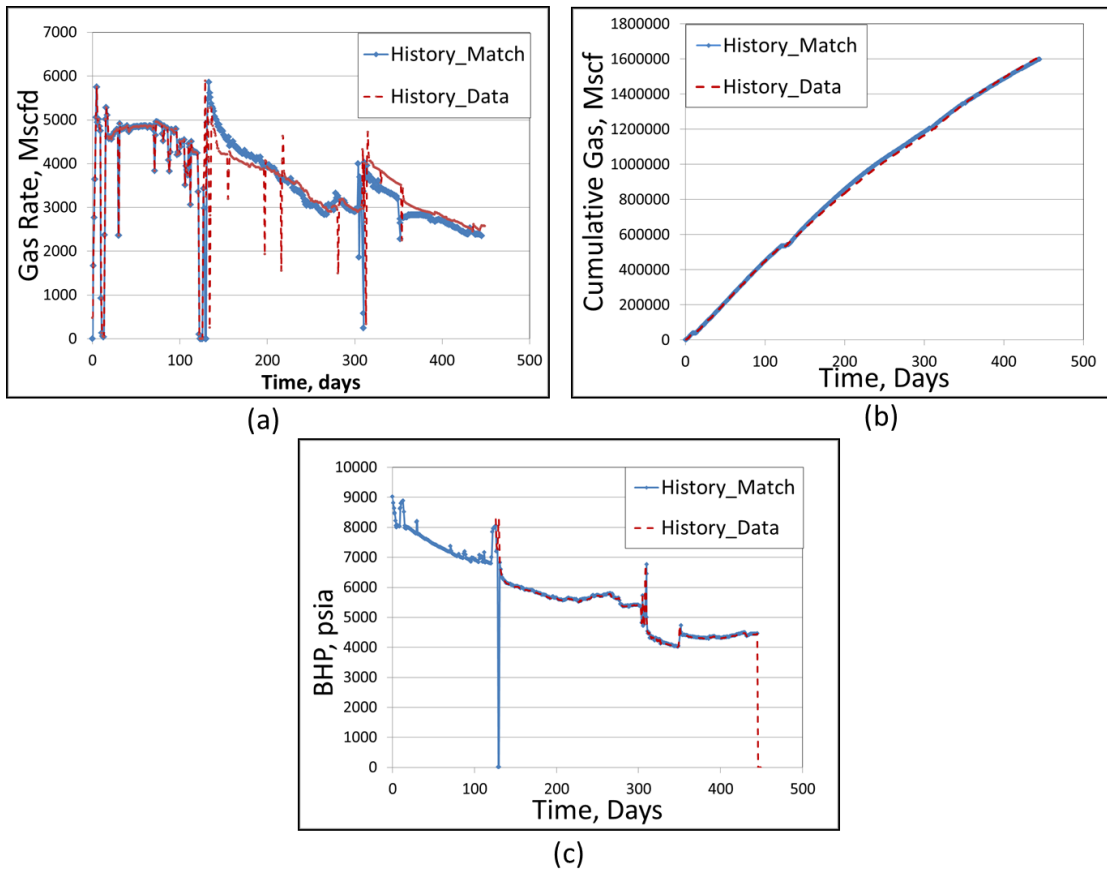 7000
6000
5000
4000
3000
2000
1000
0
Gas Rate, Mscfd
History_Match
History_Data
0 100 200 300 400 500
Time, days
(a)
1800000
1600000
1400000
1200000
1000000
800000
600000
400000
200000
0
Cumulative Gas, Mscf
History_Match
History_Data
0 100 200 300 400 500
Time, Days
(b)
10000
9000
8000
7000
6000
5000
4000
3000
2000
1000
0
BHP, psia
History_Match
History_Data
0 100 200 300 400 500
Time, Days
(c)